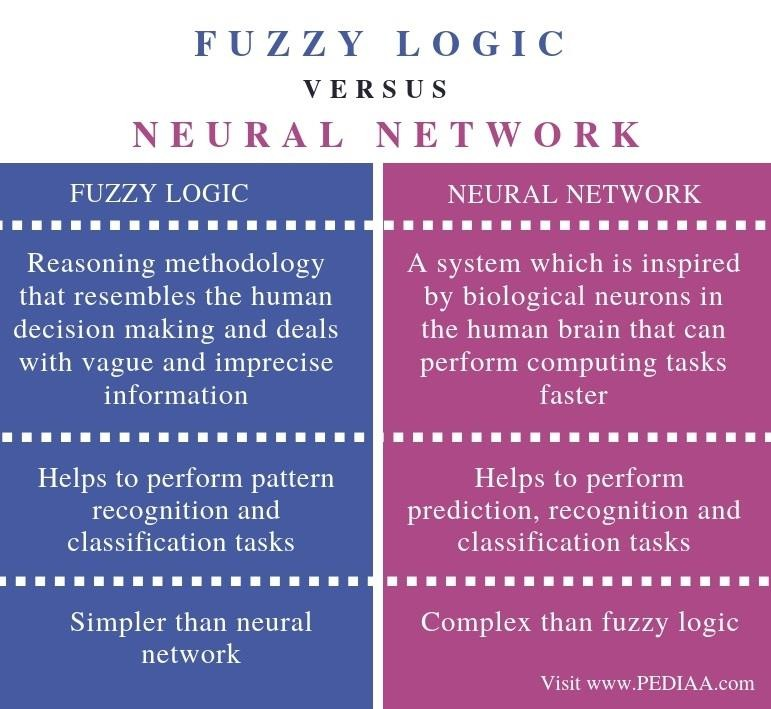 FUZZY LOGIC
VERSUS
NEURAL NETWORK
FUZZY LOGIC
Reasoning methodology
that resembles the human
decision making and deals
with vague and imprecise
information
Helps to perform pattern
recognition and
classification tasks
Simpler than neural
network
NEURAL NETWORK
A system which is inspired
by biological neurons in
the human brain that can
perform computing tasks
faster
Helps to perform
prediction, recognition and
classification tasks
Complex than fuzzy logic
Visit www.PEDIAA.com